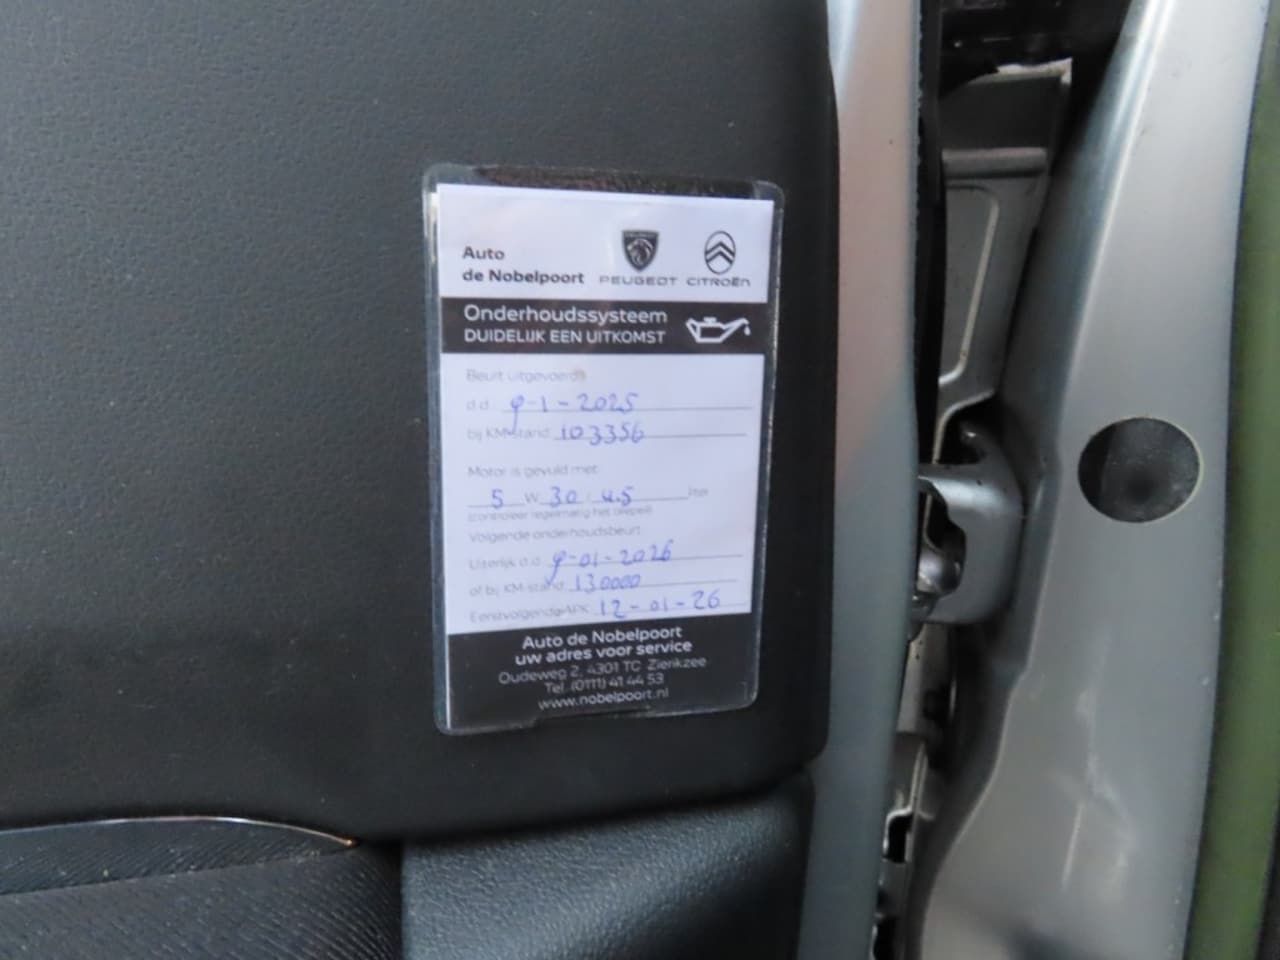 Auto
de Nobelpoort
PEUGEOT CITROËN
Onderhoudssysteem
DUIDELIJK EEN UITKOMST
Beurt uitgevoerd:
d.d. 9-1-2025
bij KM-stand 103356
Motor is gevuld met:
5 W 30 : 4.5 liter
(controleer regelmatig het oliepeil)
Volgende onderhoudsbeurt:
Uiterlijk d.d. 9-01-2026
of bij KM-stand 130000
Eerstvolgende APK 12-01-26
Auto de Nobelpoort
uw adres voor service
Oudeweg 2, 4301 TC Zierikzee
Tel. (0111) 41 44 53
www.nobelpoort.nl